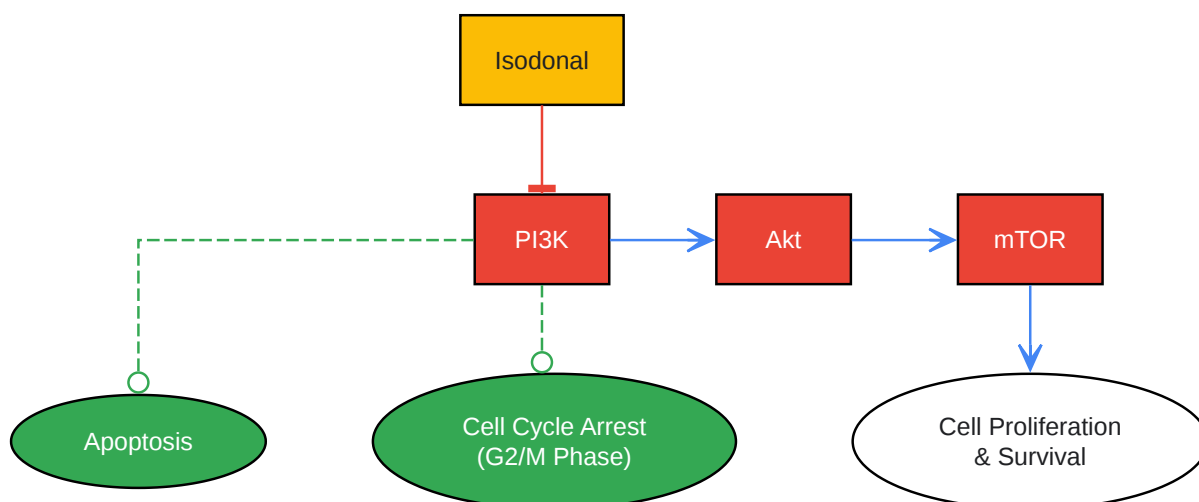 Isodonal
PI3K
Akt
mTOR
Apoptosis
Cell Cycle Arrest
(G2/M Phase)
Cell Proliferation
& Survival